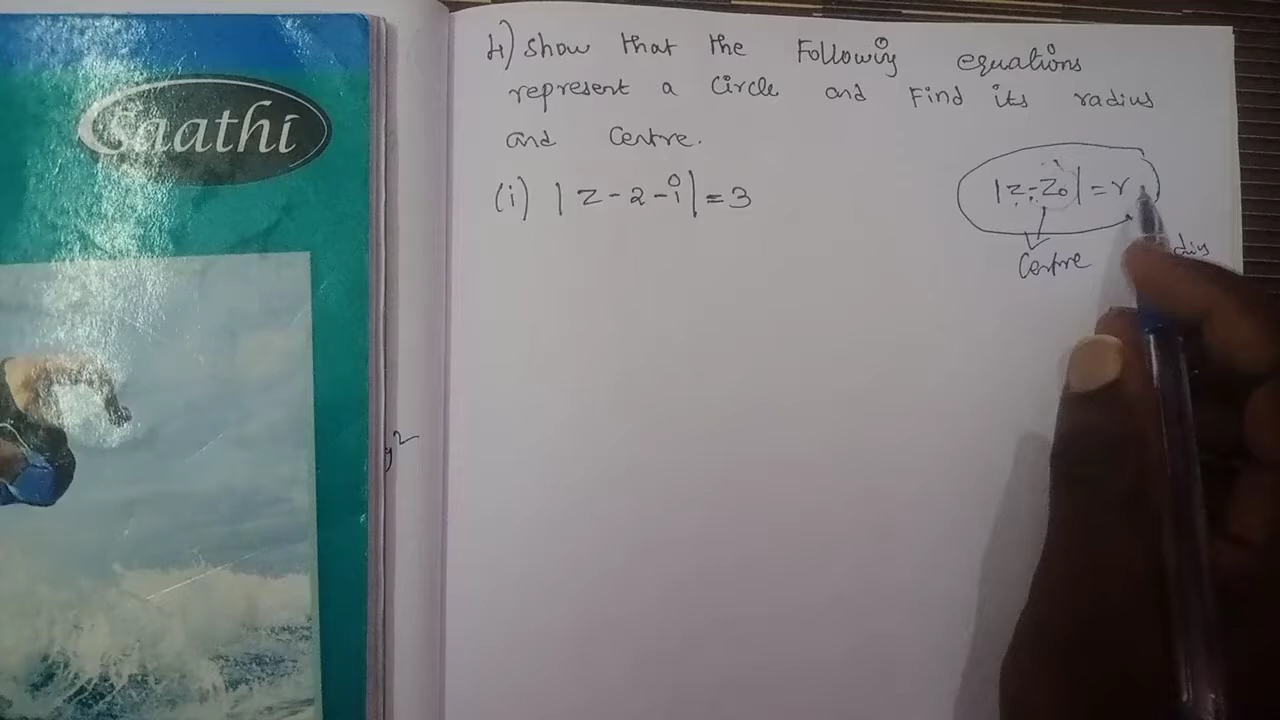 Saathi
4) Show that the Following equations
represent a Circle and Find its radius
and Centre.
(i) |z-2-i|=3
|z-z₀|=r
Centre
y²